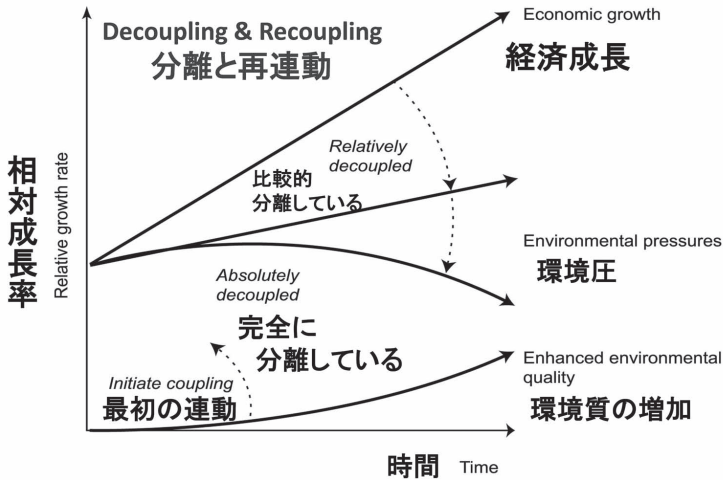 Decoupling & Recoupling
分離と再連動
Economic growth
経済成長
相対成長率
Relative growth rate
Relatively
decoupled
比較的
分離している
Environmental pressures
環境圧
Absolutely
decoupled
完全に
分離している
Initiate coupling
最初の連動
Enhanced environmental
quality
環境質の増加
時間 Time